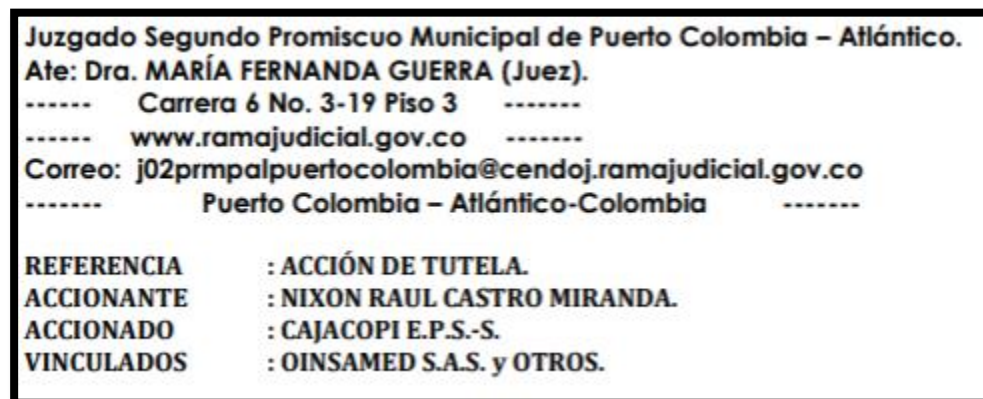 Juzgado Segundo Promiscuo Municipal de Puerto Colombia – Atlántico.
Ate: Dra. MARÍA FERNANDA GUERRA (Juez).
------ Carrera 6 No. 3-19 Piso 3 -------
------ www.ramajudicial.gov.co -------
Correo: j02prmpalpuertocolombia@cendoj.ramajudicial.gov.co
------- Puerto Colombia – Atlántico-Colombia -------
REFERENCIA : ACCIÓN DE TUTELA.
ACCIONANTE : NIXON RAUL CASTRO MIRANDA.
ACCIONADO : CAJACOPI E.P.S.-S.
VINCULADOS : OINSAMED S.A.S. y OTROS.